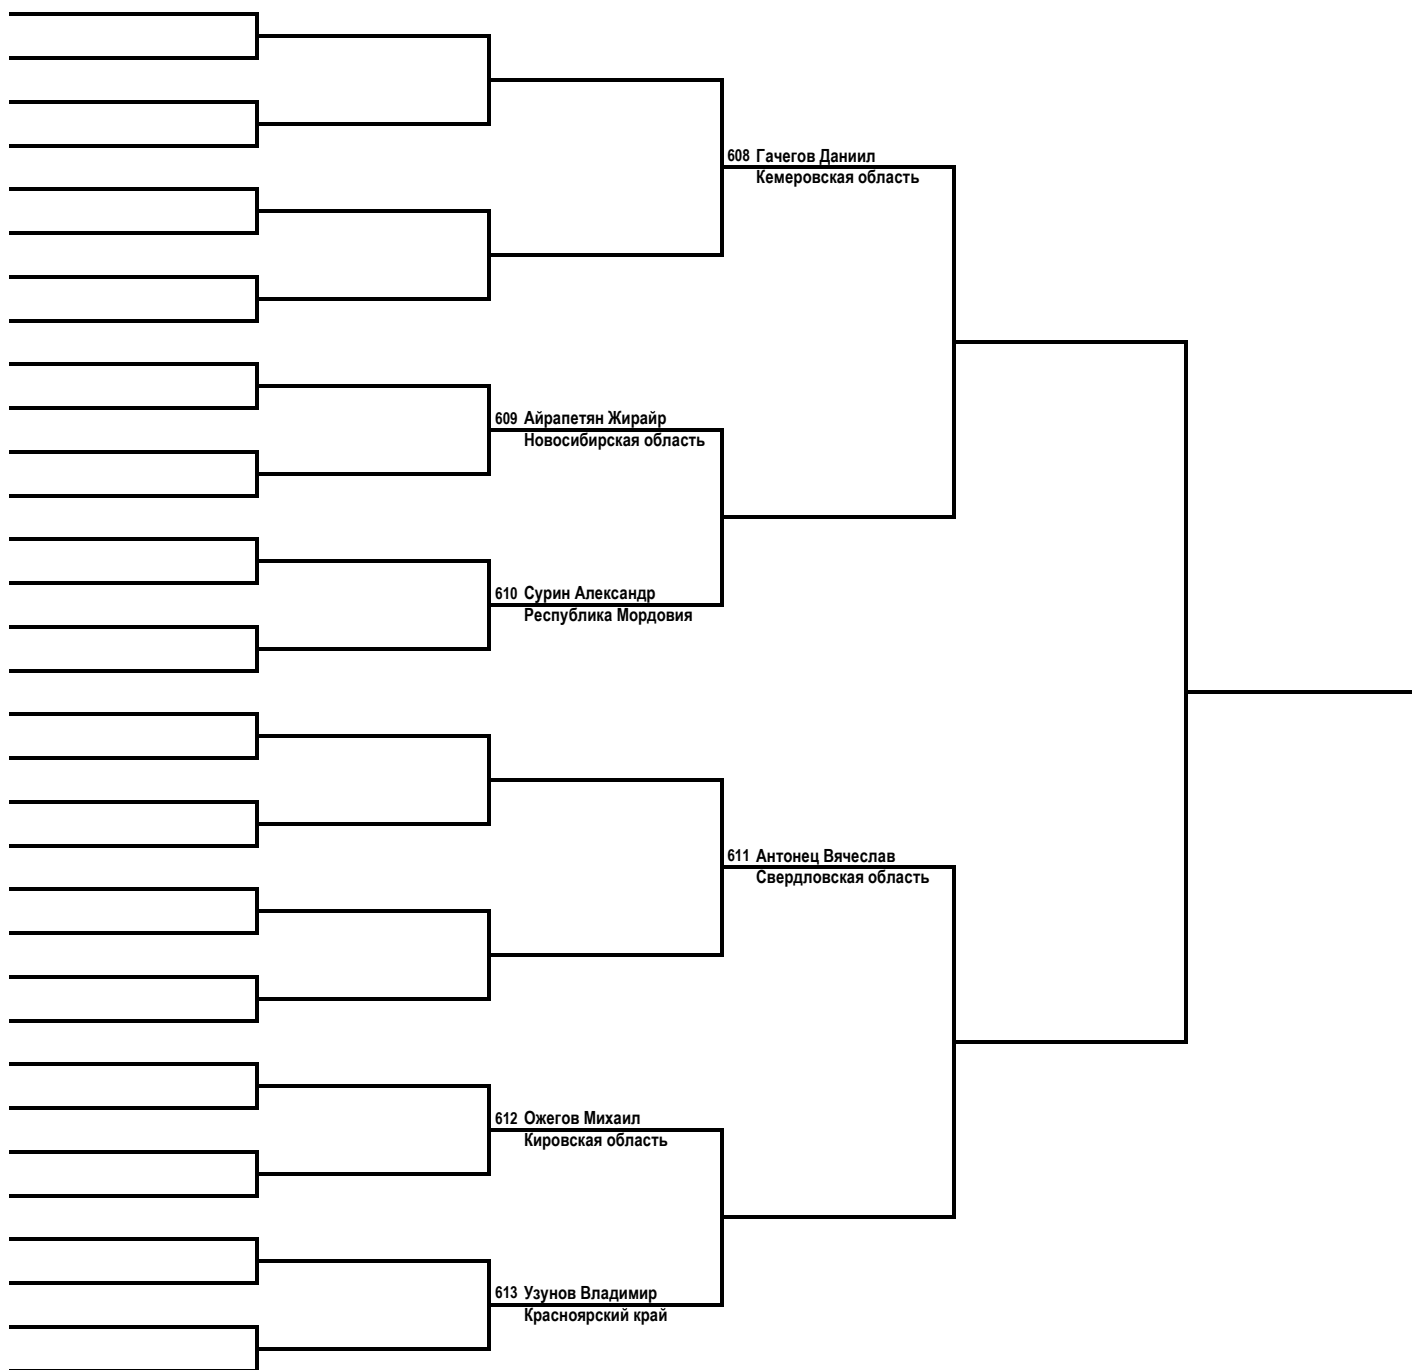 608 Гачегов Даниил
Кемеровская область
609 Айрапетян Жирайр
Новосибирская область
610 Сурин Александр
Республика Мордовия
611 Антонец Вячеслав
Свердловская область
612 Ожегов Михаил
Кировская область
613 Узунов Владимир
Красноярский край